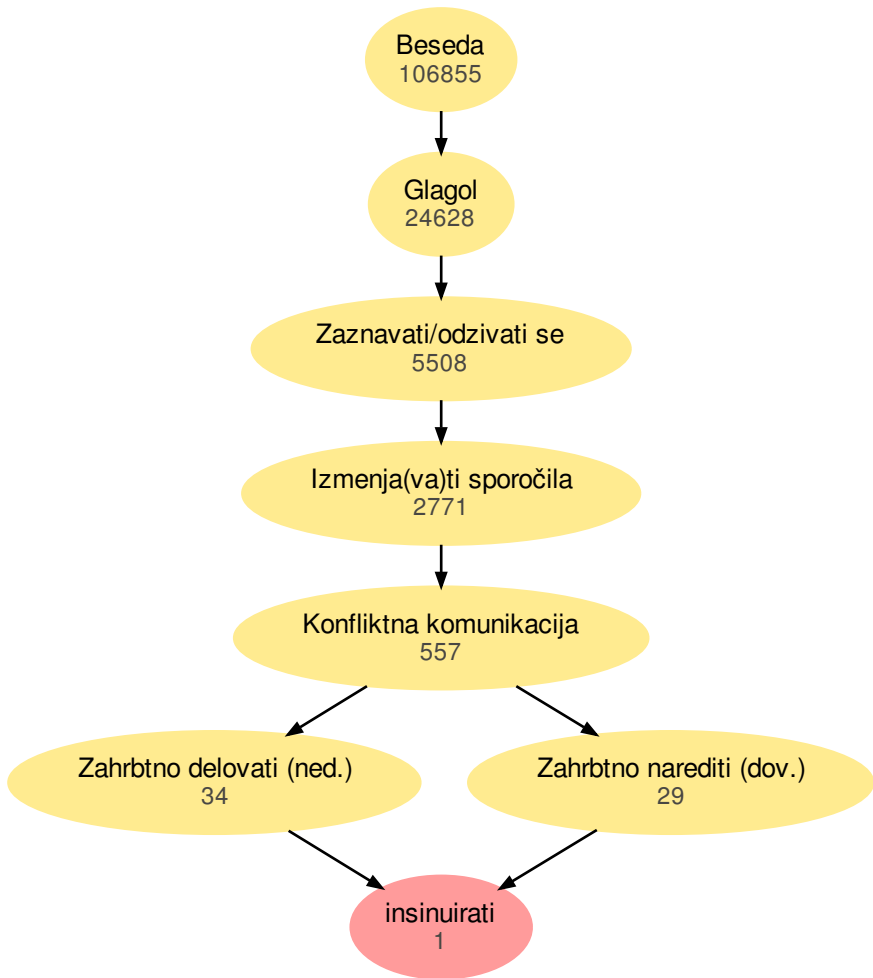 Beseda
106855
Glagol
24628
Zaznavati/odzivati se
5508
Izmenja(va)ti sporočila
2771
Konfliktna komunikacija
557
Zahrbtno delovati (ned.)
34
Zahrbtno narediti (dov.)
29
insinuirati
1